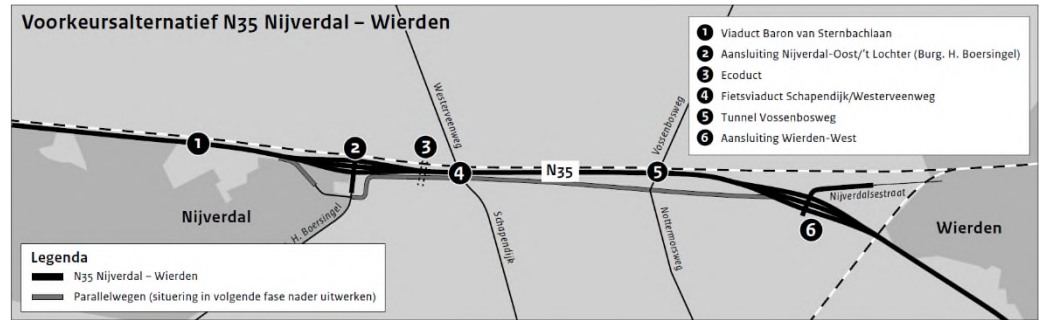 Voorkeursalternatief N35 Nijverdal – Wierden
1 Viaduct Baron van Sternbachlaan
2 Aansluiting Nijverdal-Oost/'t Lochter (Burg. H. Boersingel)
3 Ecoduct
4 Fietsviaduct Schapendijk/Westerveenweg
5 Tunnel Vossenbosweg
6 Aansluiting Wierden-West
Westerveenweg
Vossenbosweg
1
2
3
4
N35
5
6
Nijverdalsestraat
Nijverdal
H. Boersingel
Schapendijk
Nottermorsweg
Wierden
Legenda
N35 Nijverdal – Wierden
Parallelwegen (situering in volgende fase nader uitwerken)